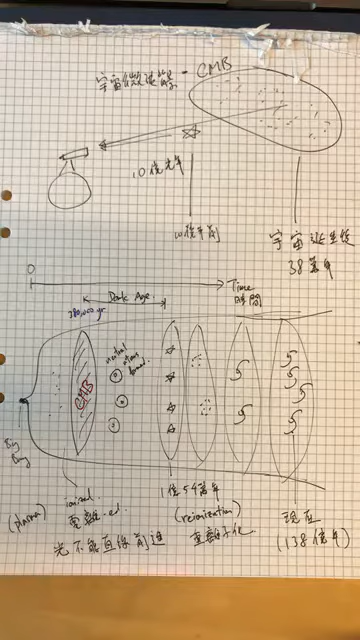 宇宙微波背 - CMB
10億光年
10億年前
宇宙誕生後
38萬年
0
Time
時間
Dark Age
380,000 yr
neutral
atoms
formed.
CMB
Big
Bang
(plasma)
ionized
電離-ed
光不能直線前進
1億5千萬年
(reionization)
重離子化
現在
(138億年)